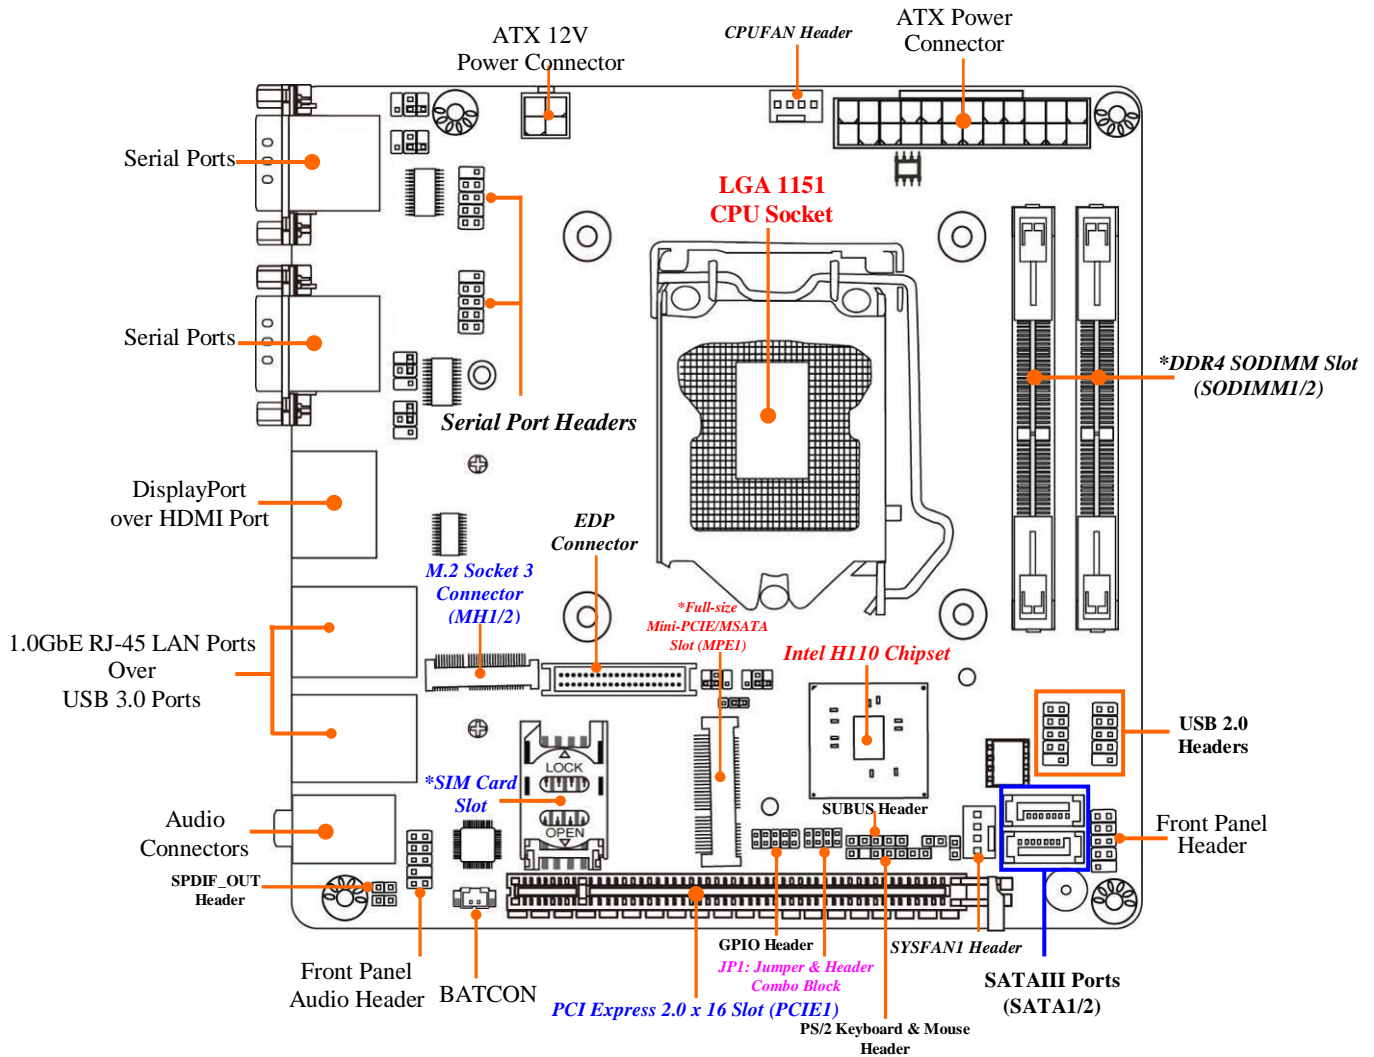 ATX 12V
Power Connector
CPUFAN Header
ATX Power
Connector
Serial Ports
LGA 1151
CPU Socket
Serial Ports
*DDR4 SODIMM Slot
(SODIMM1/2)
Serial Port Headers
DisplayPort
over HDMI Port
EDP
Connector
M.2 Socket 3
Connector
(MH1/2)
*Full-size
Mini-PCIE/MSATA
Slot (MPE1)
1.0GbE RJ-45 LAN Ports
Over
USB 3.0 Ports
Intel H110 Chipset
USB 2.0
Headers
LOCK
*SIM Card
Slot
OPEN
SUBUS Header
Audio
Connectors
Front Panel
Header
SPDIF_OUT
Header
GPIO Header
SYSFAN1 Header
Front Panel
Audio Header
BATCON
JP1: Jumper & Header
Combo Block
SATAIII Ports
(SATA1/2)
PCI Express 2.0 x 16 Slot (PCIE1)
PS/2 Keyboard & Mouse
Header